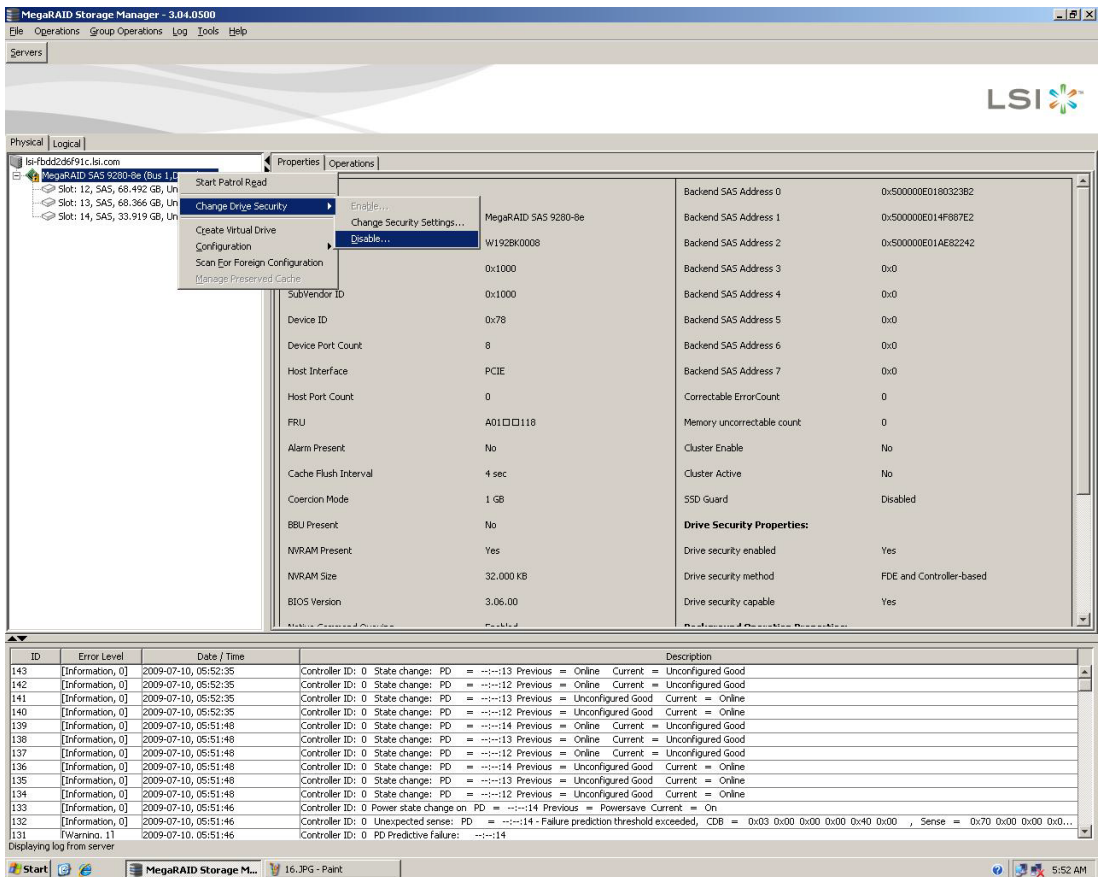 MegaRAID Storage Manager - 3.04.0500
File Operations Group Operations Log Tools Help
Servers
LSI
Physical Logical
lsi-fbdd2d6f91c.lsi.com
MegaRAID SAS 9280-8e (Bus 1,D
Slot: 12, SAS, 68.492 GB, Un
Slot: 13, SAS, 68.366 GB, Un
Slot: 14, SAS, 33.919 GB, Un
Start Patrol Read
Change Drive Security
Create Virtual Drive
Configuration
Scan For Foreign Configuration
Manage Preserved Cache
Enable...
Change Security Settings...
Disable...
Properties Operations
MegaRAID SAS 9280-8e
W192BK0008
0x1000
SubVendor ID 0x1000
Device ID 0x78
Device Port Count 8
Host Interface PCIE
Host Port Count 0
FRU A01□□118
Alarm Present No
Cache Flush Interval 4 sec
Coercion Mode 1 GB
BBU Present No
NVRAM Present Yes
NVRAM Size 32.000 KB
BIOS Version 3.06.00
Native Command Queuing Enabled
Backend SAS Address 0 0x500000E0180323B2
Backend SAS Address 1 0x500000E014F887E2
Backend SAS Address 2 0x500000E01AE82242
Backend SAS Address 3 0x0
Backend SAS Address 4 0x0
Backend SAS Address 5 0x0
Backend SAS Address 6 0x0
Backend SAS Address 7 0x0
Correctable ErrorCount 0
Memory uncorrectable count 0
Cluster Enable No
Cluster Active No
SSD Guard Disabled
Drive Security Properties:
Drive security enabled Yes
Drive security method FDE and Controller-based
Drive security capable Yes
Background Operation Properties:
ID Error Level Date / Time Description
143 [Information, 0] 2009-07-10, 05:52:35 Controller ID: 0 State change: PD = --:--:13 Previous = Online Current = Unconfigured Good
142 [Information, 0] 2009-07-10, 05:52:35 Controller ID: 0 State change: PD = --:--:12 Previous = Online Current = Unconfigured Good
141 [Information, 0] 2009-07-10, 05:52:35 Controller ID: 0 State change: PD = --:--:13 Previous = Unconfigured Good Current = Online
140 [Information, 0] 2009-07-10, 05:52:35 Controller ID: 0 State change: PD = --:--:12 Previous = Unconfigured Good Current = Online
139 [Information, 0] 2009-07-10, 05:51:48 Controller ID: 0 State change: PD = --:--:14 Previous = Online Current = Unconfigured Good
138 [Information, 0] 2009-07-10, 05:51:48 Controller ID: 0 State change: PD = --:--:13 Previous = Online Current = Unconfigured Good
137 [Information, 0] 2009-07-10, 05:51:48 Controller ID: 0 State change: PD = --:--:12 Previous = Online Current = Unconfigured Good
136 [Information, 0] 2009-07-10, 05:51:48 Controller ID: 0 State change: PD = --:--:14 Previous = Unconfigured Good Current = Online
135 [Information, 0] 2009-07-10, 05:51:48 Controller ID: 0 State change: PD = --:--:13 Previous = Unconfigured Good Current = Online
134 [Information, 0] 2009-07-10, 05:51:48 Controller ID: 0 State change: PD = --:--:12 Previous = Unconfigured Good Current = Online
133 [Information, 0] 2009-07-10, 05:51:46 Controller ID: 0 Power state change on PD = --:--:14 Previous = Powersave Current = On
132 [Information, 0] 2009-07-10, 05:51:46 Controller ID: 0 Unexpected sense: PD = --:--:14 - Failure prediction threshold exceeded, CDB = 0x03 0x00 0x00 0x00 0x40 0x00 , Sense = 0x70 0x00 0x00 0x0...
131 [Warning, 1] 2009-07-10, 05:51:46 Controller ID: 0 PD Predictive failure: --:--:14
Displaying log from server
Start MegaRAID Storage M... 16.JPG - Paint 5:52 AM